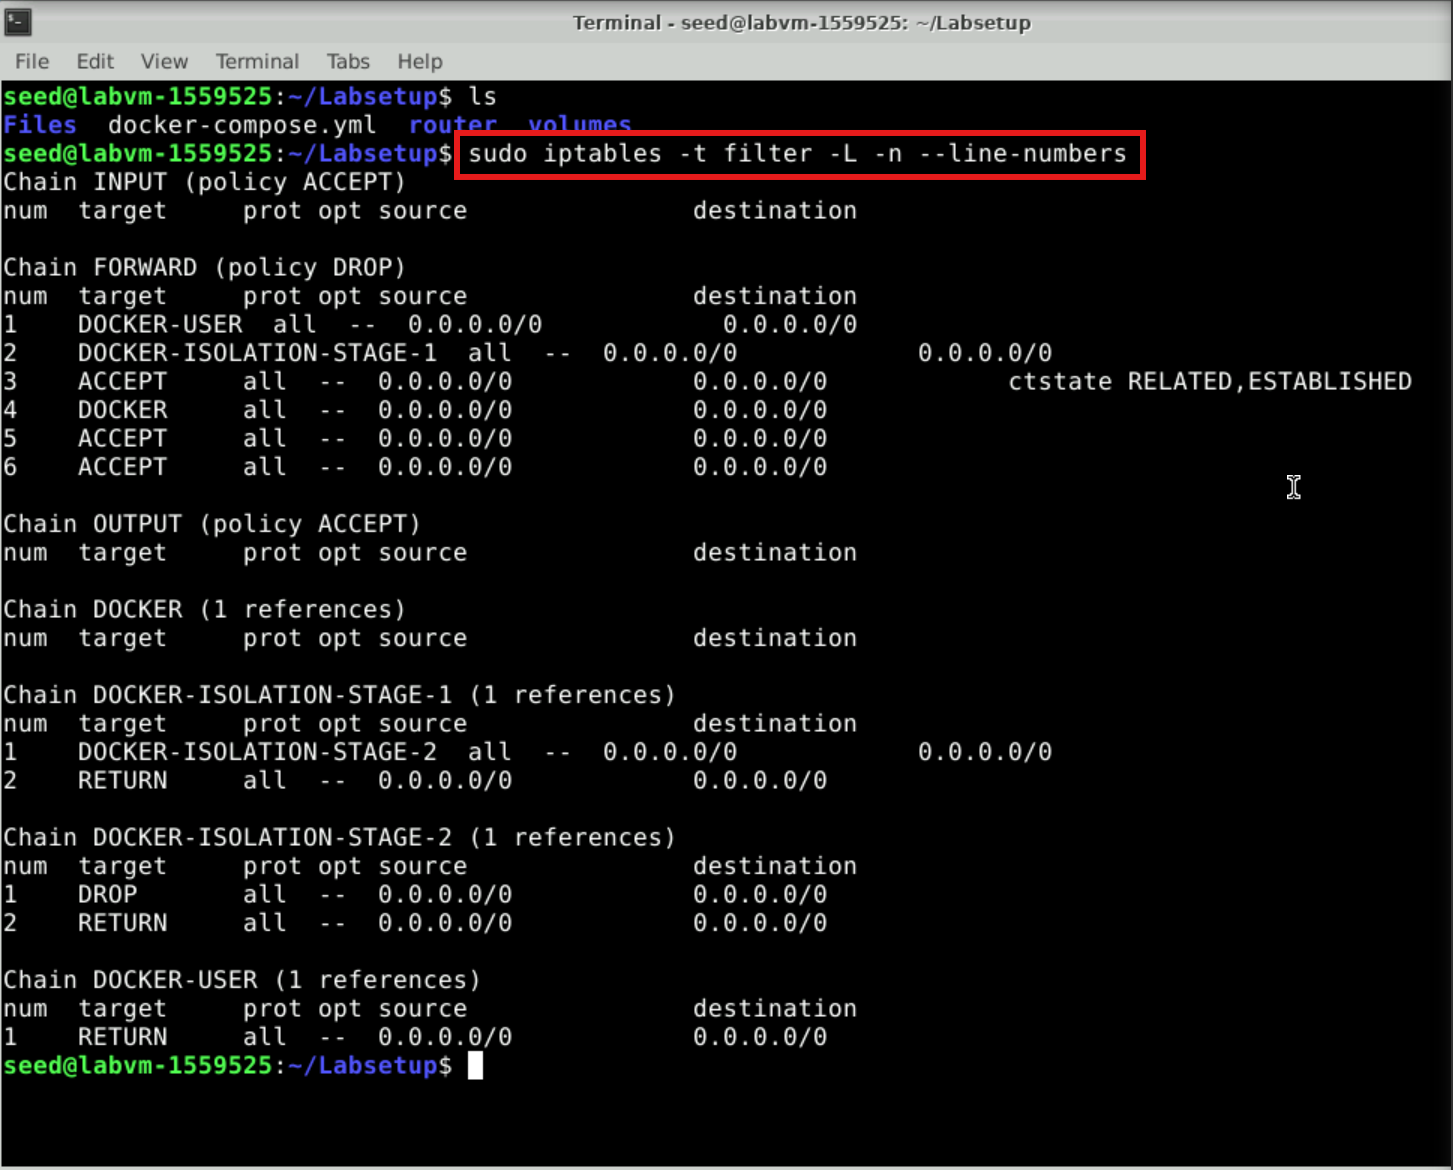 Terminal - seed@labvm-1559525: ~/Labsetup
File Edit View Terminal Tabs Help
seed@labvm-1559525:~/Labsetup$ ls
Files  docker-compose.yml  router  volumes
seed@labvm-1559525:~/Labsetup$ sudo iptables -t filter -L -n --line-numbers
Chain INPUT (policy ACCEPT)
num  target     prot opt source               destination

Chain FORWARD (policy DROP)
num  target     prot opt source               destination
1    DOCKER-USER  all  --  0.0.0.0/0            0.0.0.0/0
2    DOCKER-ISOLATION-STAGE-1  all  --  0.0.0.0/0            0.0.0.0/0
3    ACCEPT     all  --  0.0.0.0/0            0.0.0.0/0            ctstate RELATED,ESTABLISHED
4    DOCKER     all  --  0.0.0.0/0            0.0.0.0/0
5    ACCEPT     all  --  0.0.0.0/0            0.0.0.0/0
6    ACCEPT     all  --  0.0.0.0/0            0.0.0.0/0

Chain OUTPUT (policy ACCEPT)
num  target     prot opt source               destination

Chain DOCKER (1 references)
num  target     prot opt source               destination

Chain DOCKER-ISOLATION-STAGE-1 (1 references)
num  target     prot opt source               destination
1    DOCKER-ISOLATION-STAGE-2  all  --  0.0.0.0/0            0.0.0.0/0
2    RETURN     all  --  0.0.0.0/0            0.0.0.0/0

Chain DOCKER-ISOLATION-STAGE-2 (1 references)
num  target     prot opt source               destination
1    DROP       all  --  0.0.0.0/0            0.0.0.0/0
2    RETURN     all  --  0.0.0.0/0            0.0.0.0/0

Chain DOCKER-USER (1 references)
num  target     prot opt source               destination
1    RETURN     all  --  0.0.0.0/0            0.0.0.0/0
seed@labvm-1559525:~/Labsetup$